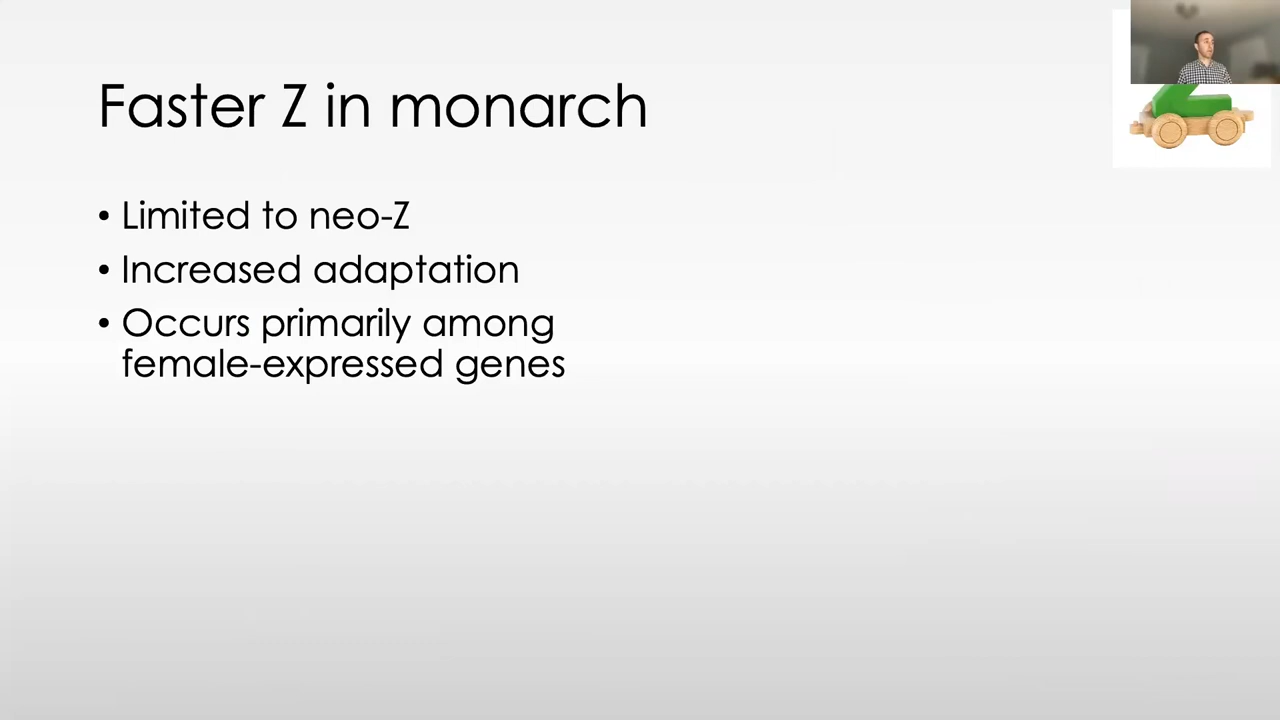 Faster Z in monarch
• Limited to neo-Z
• Increased adaptation
• Occurs primarily among
female-expressed genes